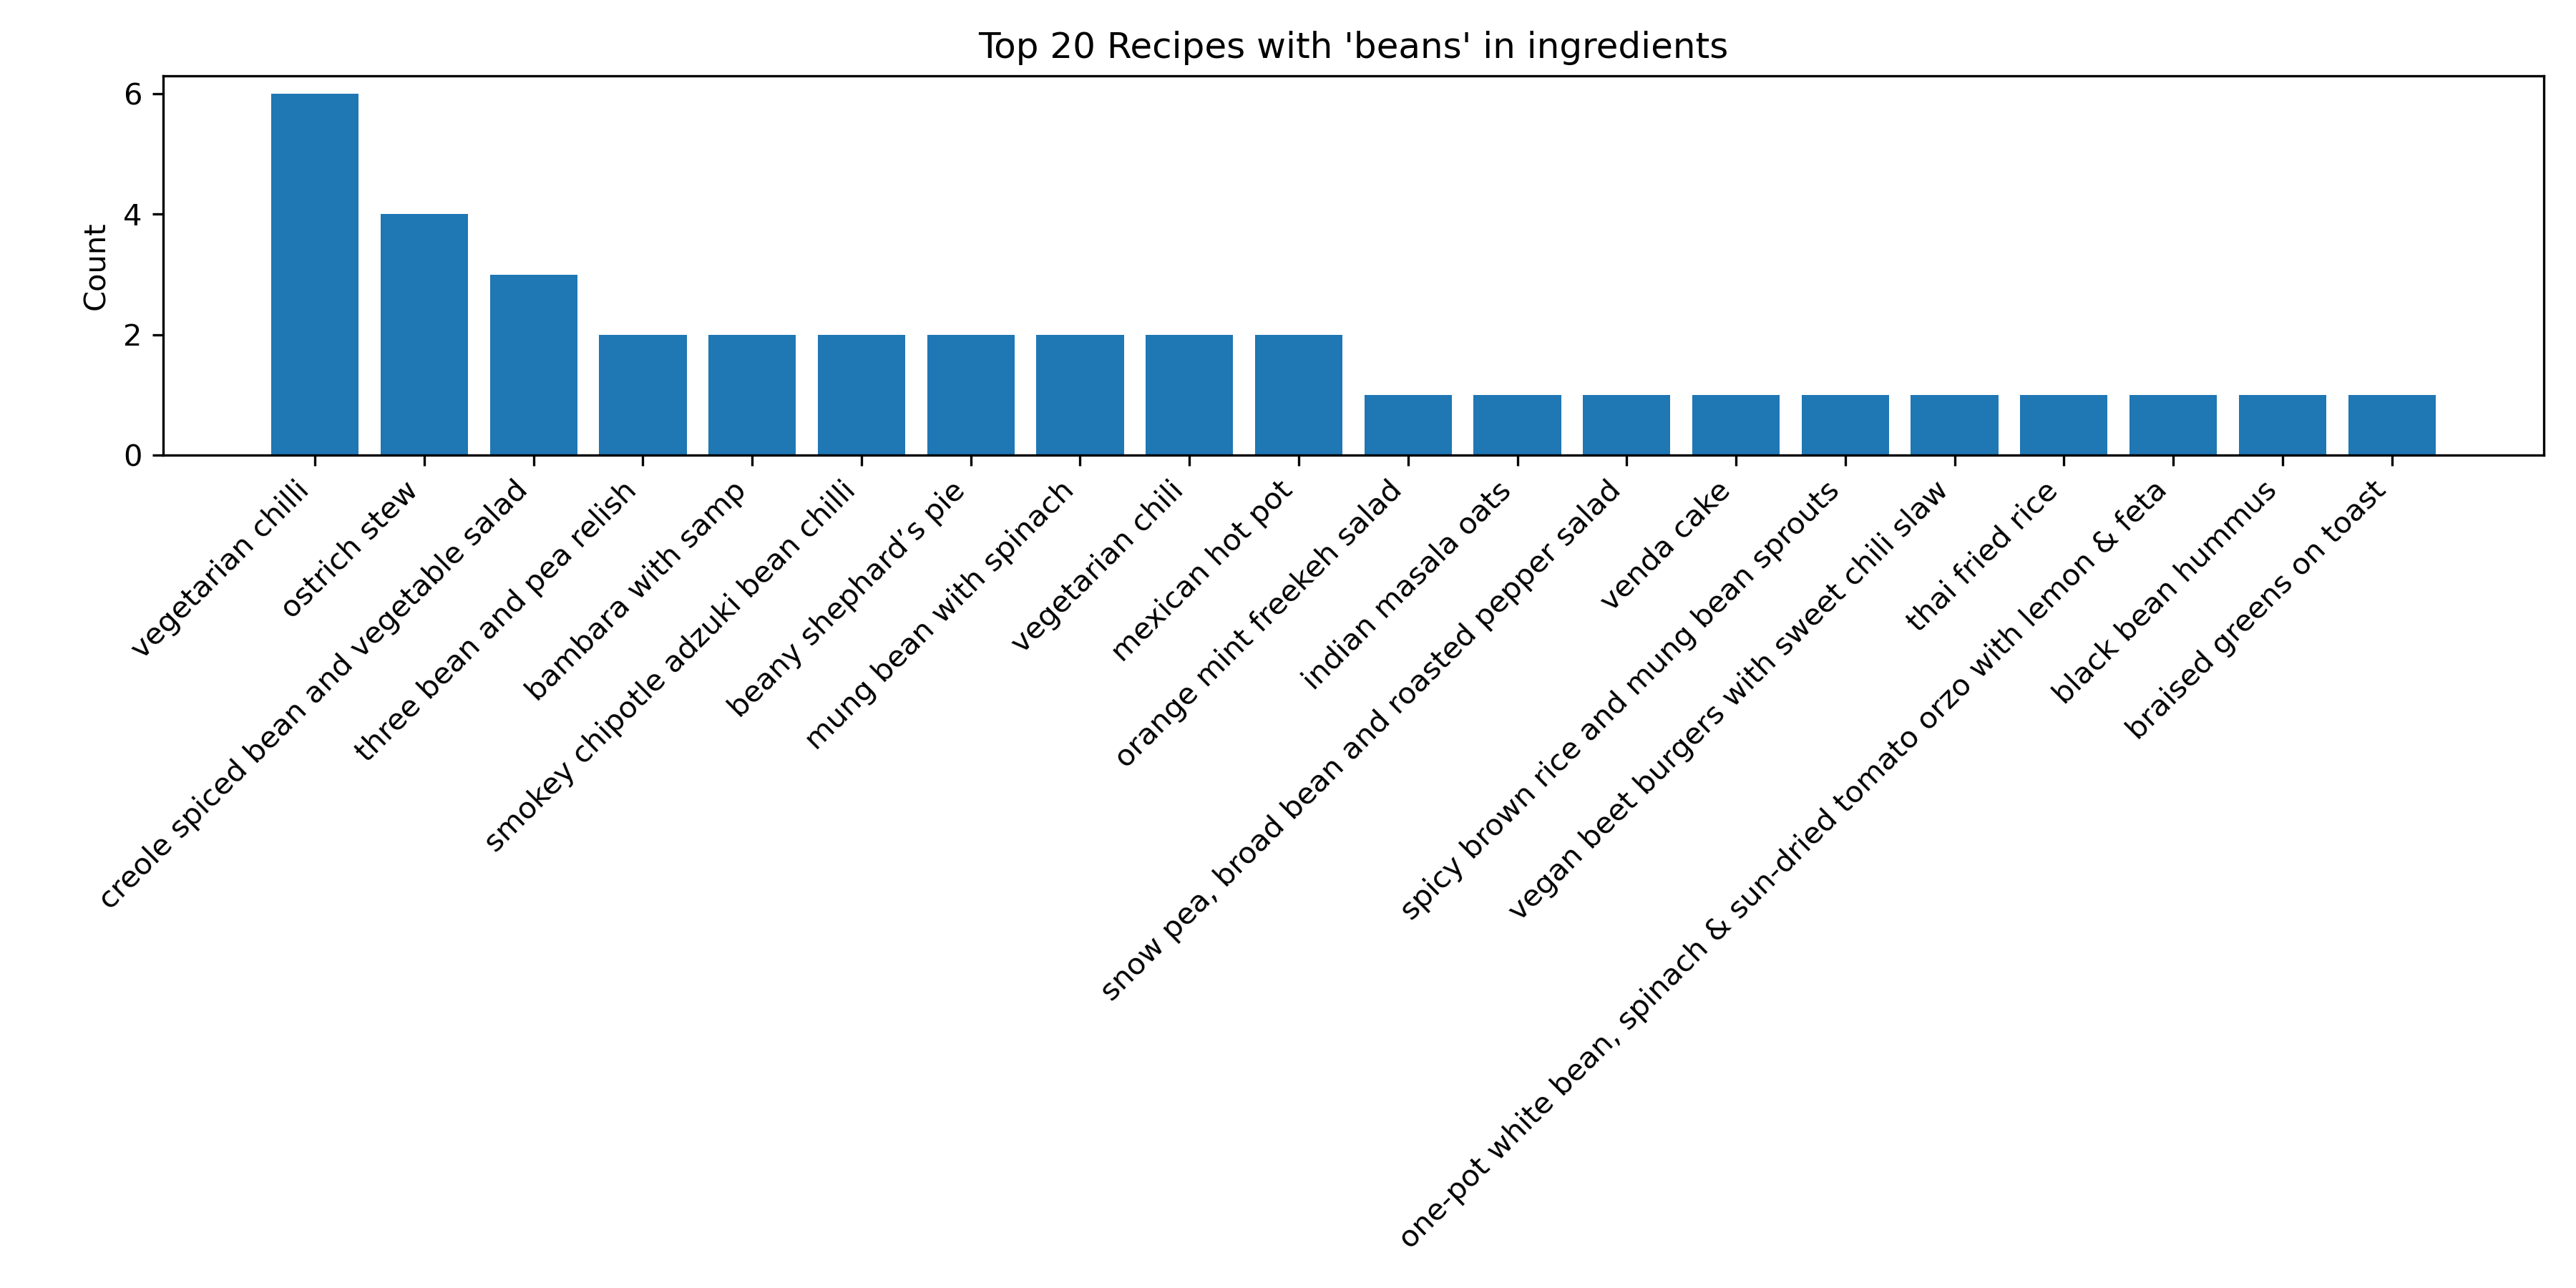 Top 20 Recipes with 'beans' in ingredients
Count
6
4
2
0
vegetarian chilli
ostrich stew
creole spiced bean and vegetable salad
three bean and pea relish
bambara with samp
smokey chipotle adzuki bean chilli
beany shephard’s pie
mung bean with spinach
vegetarian chili
mexican hot pot
orange mint freekeh salad
indian masala oats
snow pea, broad bean and roasted pepper salad
venda cake
spicy brown rice and mung bean sprouts
vegan beet burgers with sweet chili slaw
thai fried rice
one-pot white bean, spinach & sun-dried tomato orzo with lemon & feta
black bean hummus
braised greens on toast